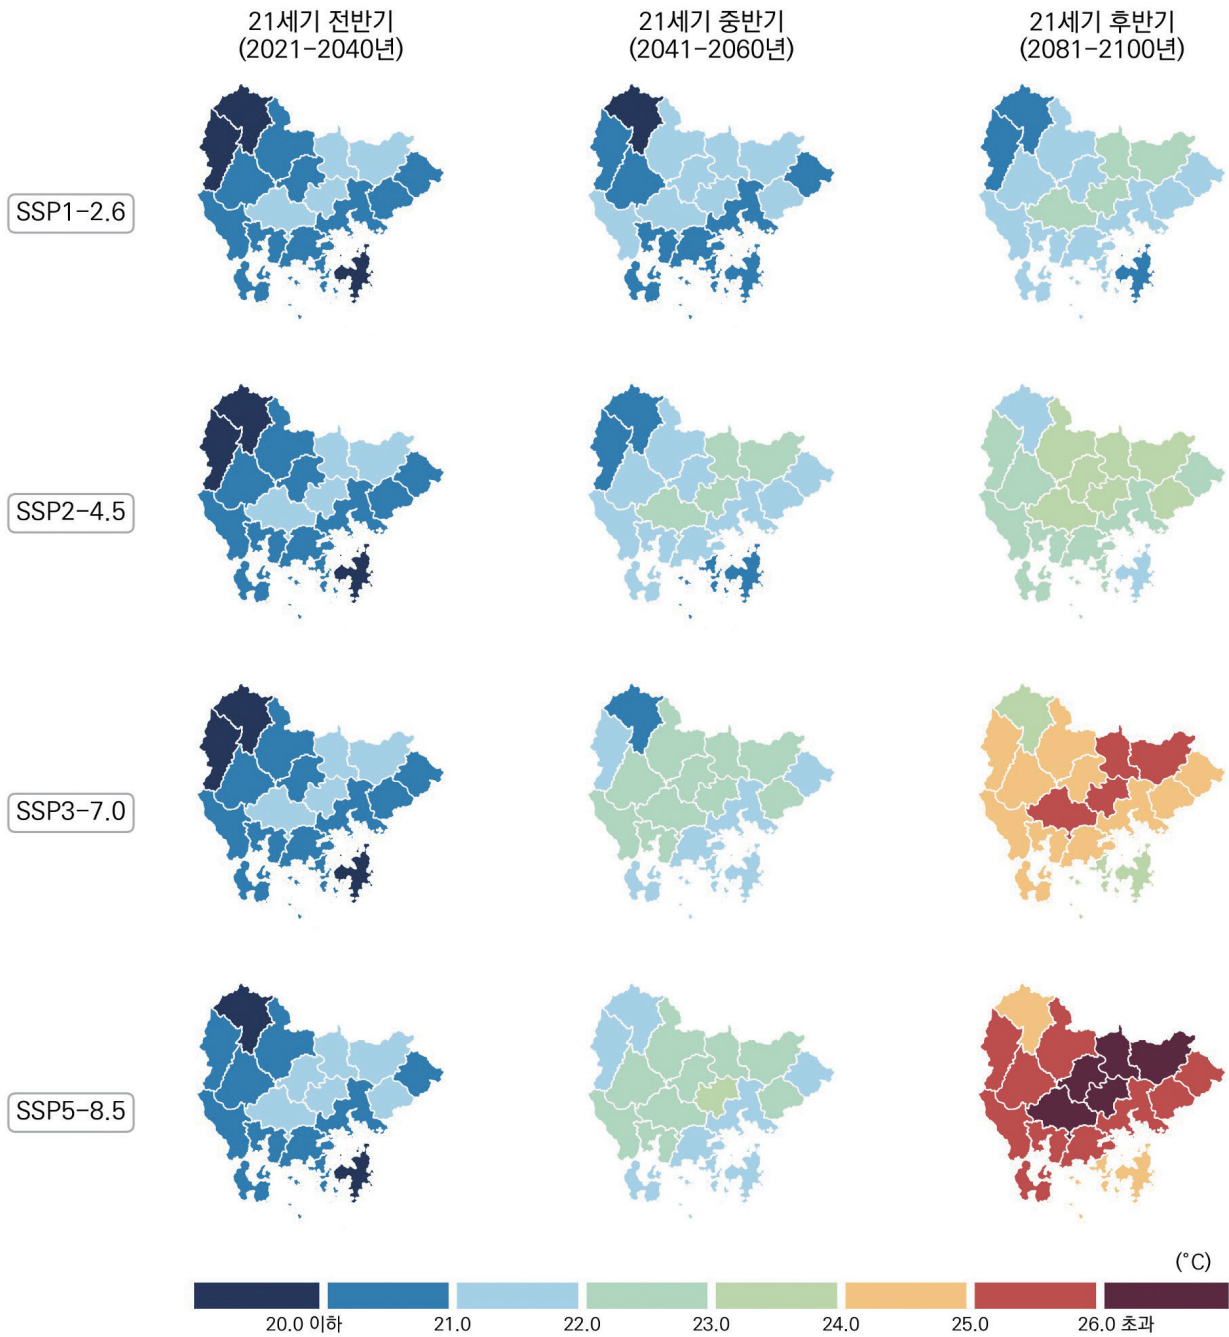 21세기 전반기
(2021-2040년)
21세기 중반기
(2041-2060년)
21세기 후반기
(2081-2100년)
SSP1-2.6
SSP2-4.5
SSP3-7.0
SSP5-8.5
(°C)
20.0 이하 21.0 22.0 23.0 24.0 25.0 26.0 초과